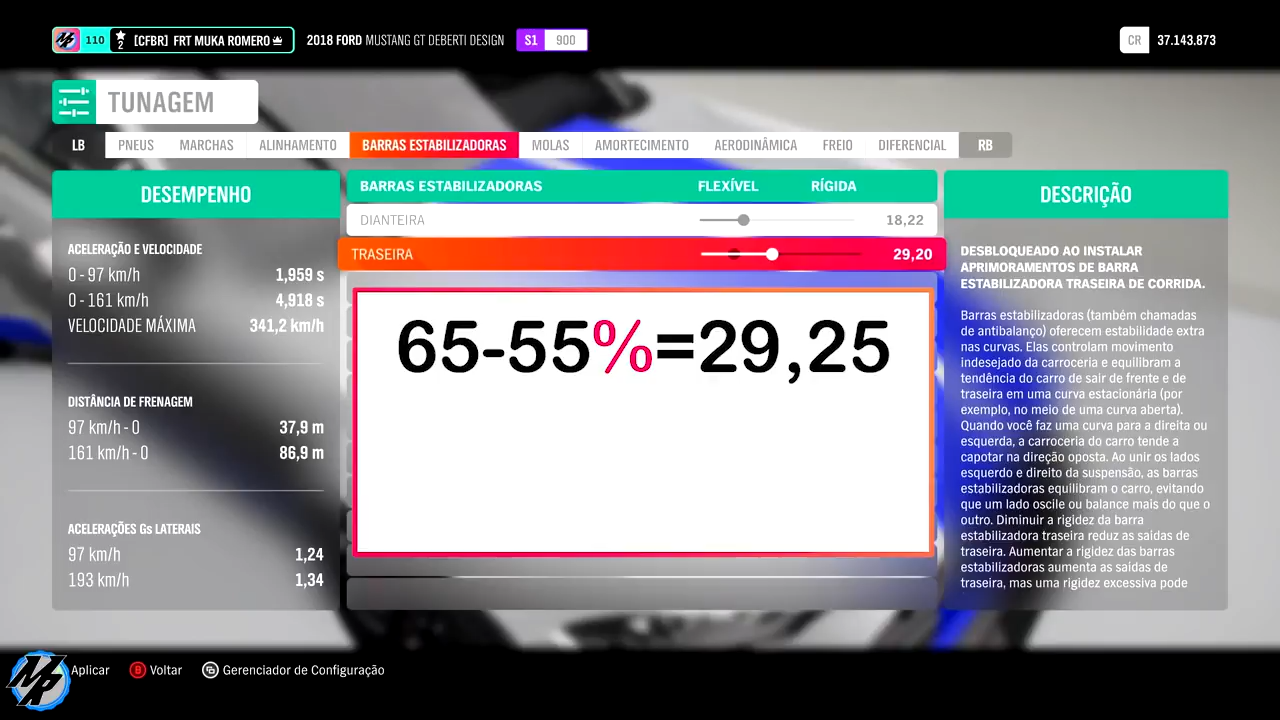 110 2 [CFBR] FRT MUKA ROMERO 2018 FORD MUSTANG GT DEBERTI DESIGN S1 900 CR 37.143.873
TUNAGEM
LB PNEUS MARCHAS ALINHAMENTO BARRAS ESTABILIZADORAS MOLAS AMORTECIMENTO AERODINÂMICA FREIO DIFERENCIAL RB
DESEMPENHO
ACELERAÇÃO E VELOCIDADE
0 - 97 km/h 1,959 s
0 - 161 km/h 4,918 s
VELOCIDADE MÁXIMA 341,2 km/h
DISTÂNCIA DE FRENAGEM
97 km/h - 0 37,9 m
161 km/h - 0 86,9 m
ACELERAÇÕES Gs LATERAIS
97 km/h 1,24
193 km/h 1,34
BARRAS ESTABILIZADORAS FLEXÍVEL RÍGIDA
DIANTEIRA 18,22
TRASEIRA 29,20
65-55%=29,25
DESCRIÇÃO
DESBLOQUEADO AO INSTALAR
APRIMORAMENTOS DE BARRA
ESTABILIZADORA TRASEIRA DE CORRIDA.
Barras estabilizadoras (também chamadas
de antibalanço) oferecem estabilidade extra
nas curvas. Elas controlam movimento
indesejado da carroceria e equilibram a
tendência do carro de sair de frente e de
traseira em uma curva estacionária (por
exemplo, no meio de uma curva aberta).
Quando você faz uma curva para a direita ou
esquerda, a carroceria do carro tende a
capotar na direção oposta. Ao unir os lados
esquerdo e direito da suspensão, as barras
estabilizadoras equilibram o carro, evitando
que um lado oscile ou balance mais do que o
outro. Diminuir a rigidez da barra
estabilizadora traseira reduz as saídas de
traseira. Aumentar a rigidez das barras
estabilizadoras aumenta as saídas de
traseira, mas uma rigidez excessiva pode
Aplicar B Voltar Gerenciador de Configuração